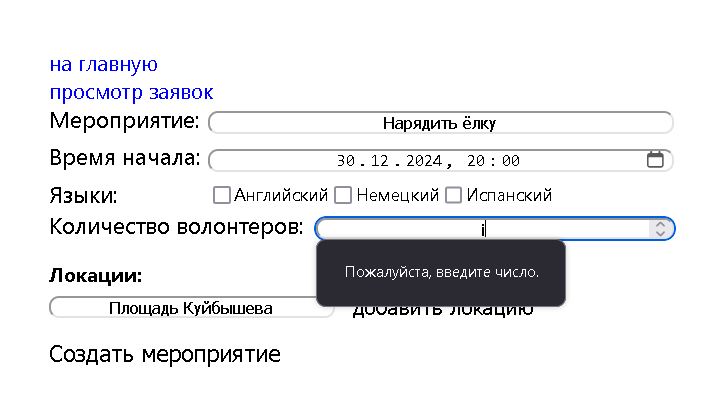 на главную
просмотр заявок
Мероприятие: Нарядить ёлку
Время начала: 30.12.2024, 20:00
Языки: Английский Немецкий Испанский
Количество волонтеров: i
Пожалуйста, введите число.
Локации:
Площадь Куйбышева добавить локацию
Создать мероприятие